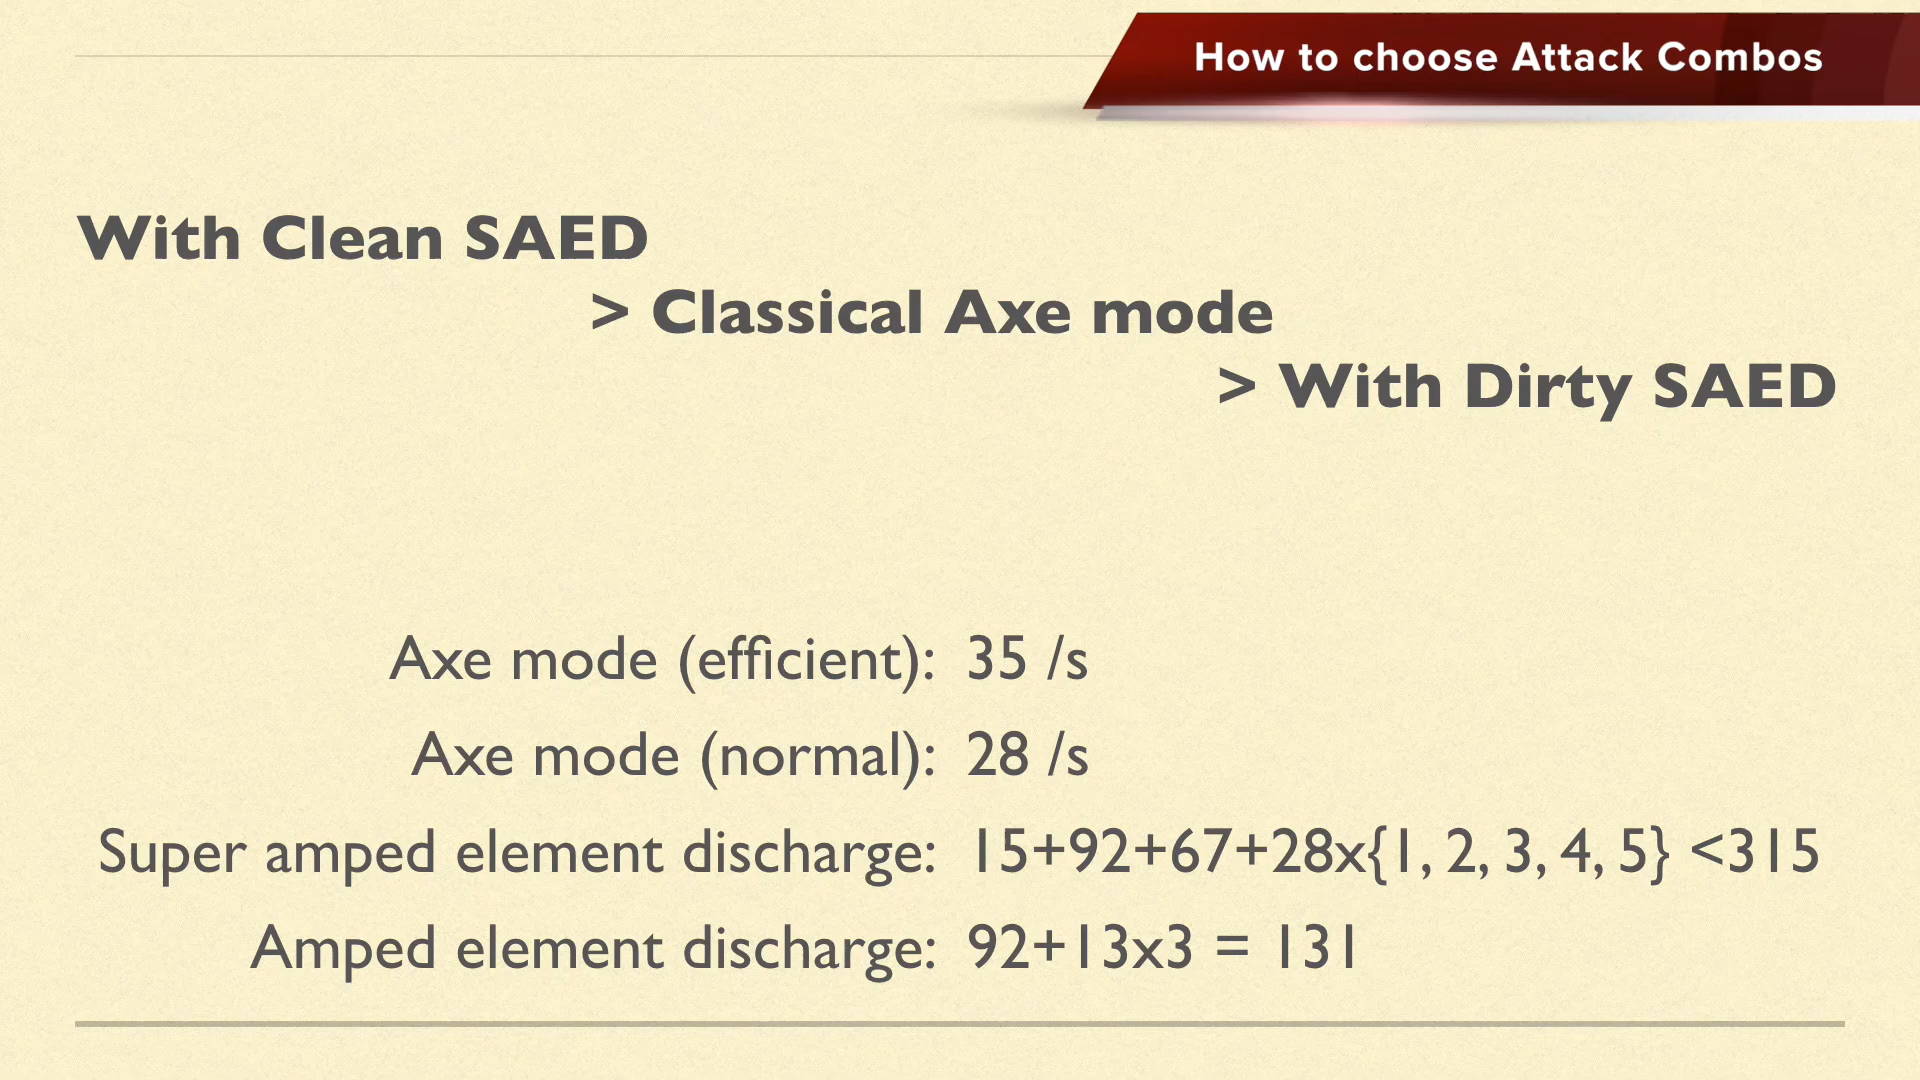 How to choose Attack Combos
With Clean SAED
> Classical Axe mode
> With Dirty SAED
Axe mode (efficient): 35 /s
Axe mode (normal): 28 /s
Super amped element discharge: 15+92+67+28x{1, 2, 3, 4, 5} <315
Amped element discharge: 92+13x3 = 131